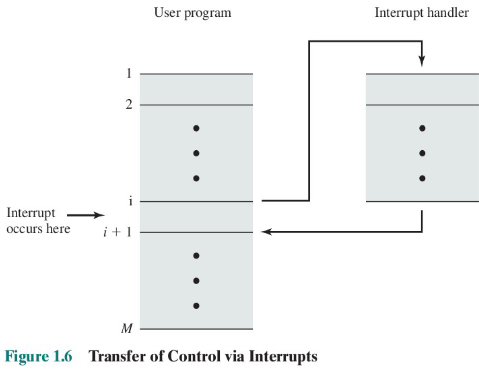 User program
Interrupt handler
1
2
i
Interrupt
occurs here
i + 1
M
Figure 1.6 Transfer of Control via Interrupts